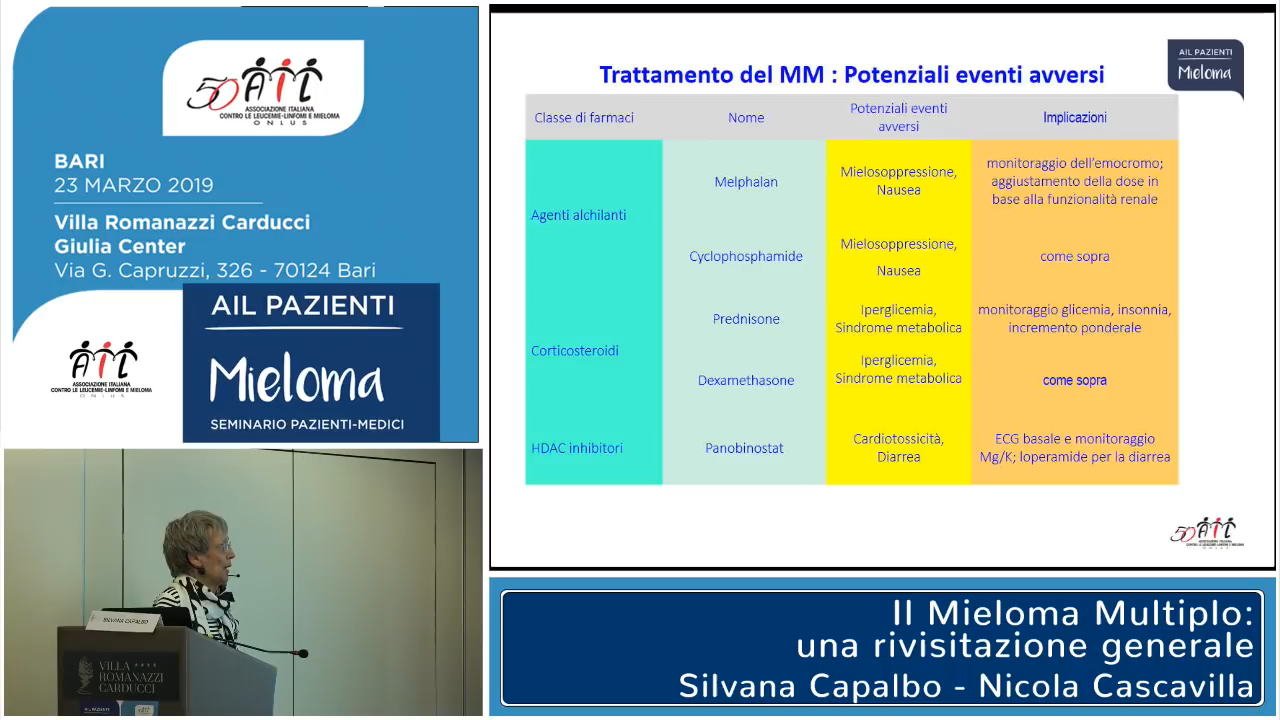 50 AIL
ASSOCIAZIONE ITALIANA
CONTRO LE LEUCEMIE-LINFOMI E MIELOMA
ONLUS
BARI
23 MARZO 2019
Villa Romanazzi Carducci
Giulia Center
Via G. Capruzzi, 326 - 70124 Bari
AIL
ASSOCIAZIONE ITALIANA
CONTRO LE LEUCEMIE-LINFOMI E MIELOMA
ONLUS
AIL PAZIENTI
Mieloma
SEMINARIO PAZIENTI-MEDICI
SILVANA CAPALBO
VILLA
ROMANAZZI
CARDUCCI
AIL PAZIENTI
Trattamento del MM : Potenziali eventi avversi
AIL PAZIENTI
Mieloma
Classe di farmaci
Nome
Potenziali eventi
avversi
Implicazioni
Agenti alchilanti
Melphalan
Mielosoppressione,
Nausea
monitoraggio dell'emocromo;
aggiustamento della dose in
base alla funzionalità renale
Cyclophosphamide
Mielosoppressione,
Nausea
come sopra
Corticosteroidi
Prednisone
Iperglicemia,
Sindrome metabolica
monitoraggio glicemia, insonnia,
incremento ponderale
Dexamethasone
Iperglicemia,
Sindrome metabolica
come sopra
HDAC inhibitori
Panobinostat
Cardiotossicità,
Diarrea
ECG basale e monitoraggio
Mg/K; loperamide per la diarrea
50 AIL
Il Mieloma Multiplo:
una rivisitazione generale
Silvana Capalbo - Nicola Cascavilla